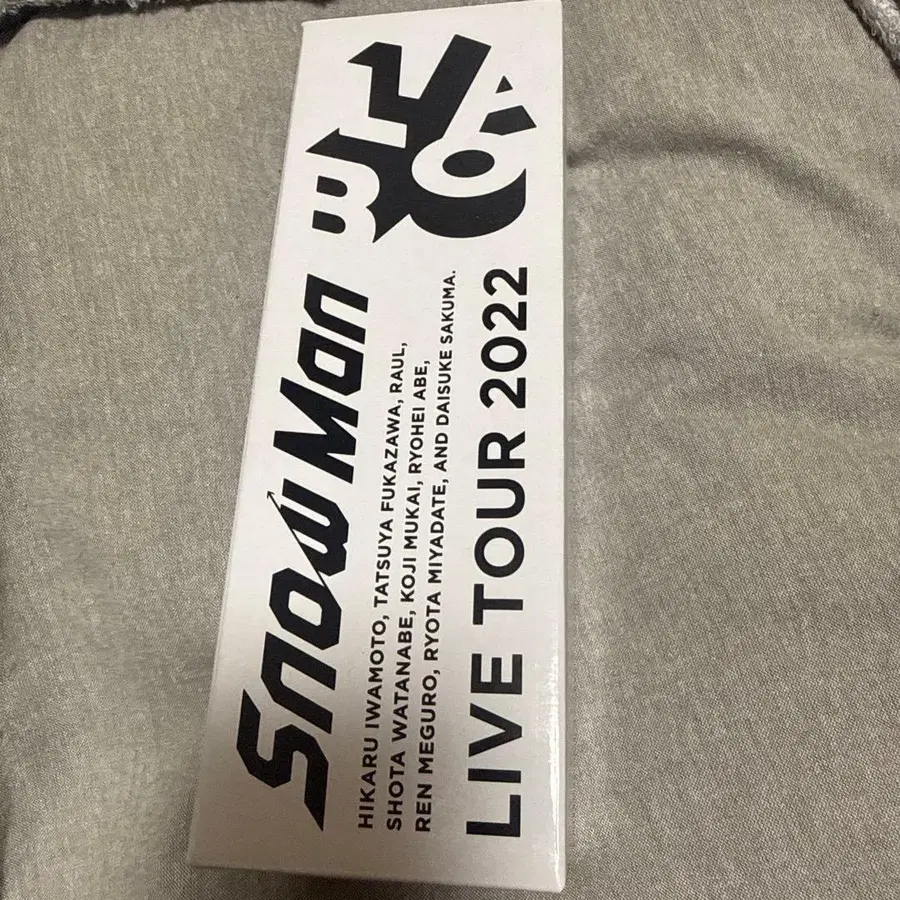 Snow Man
HIKARU IWAMOTO, TATSUYA FUKAZAWA, RAUL,
SHOTA WATANABE, KOJI MUKAI, RYOHEI ABE,
REN MEGURO, RYOTA MIYADATE, AND DAISUKE SAKUMA.
LIVE TOUR 2022